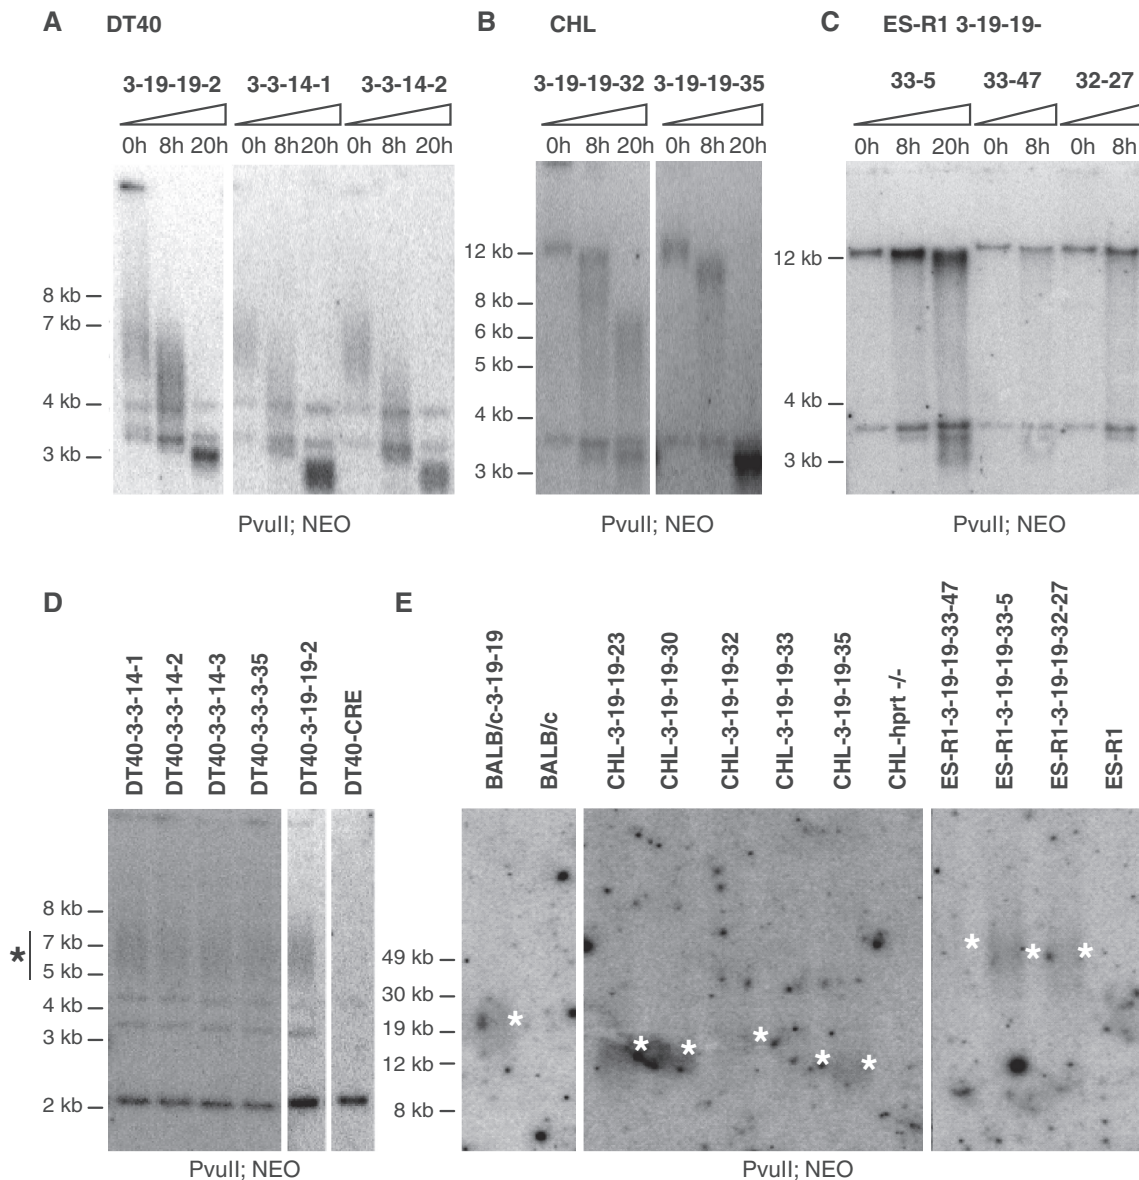 A DT40
3-19-19-2 3-3-14-1 3-3-14-2
0h 8h 20h 0h 8h 20h 0h 8h 20h
8 kb
7 kb
4 kb
3 kb
PvuII; NEO
B CHL
3-19-19-32 3-19-19-35
0h 8h 20h 0h 8h 20h
12 kb
8 kb
6 kb
5 kb
4 kb
3 kb
PvuII; NEO
C ES-R1 3-19-19-
33-5 33-47 32-27
0h 8h 20h 0h 8h 0h 8h
12 kb
4 kb
3 kb
PvuII; NEO
D
DT40-3-3-14-1
DT40-3-3-14-2
DT40-3-3-14-3
DT40-3-3-3-35
DT40-3-19-19-2
DT40-CRE
8 kb
* 7 kb
5 kb
4 kb
3 kb
2 kb
PvuII; NEO
E
BALB/c-3-19-19
BALB/c
CHL-3-19-19-23
CHL-3-19-19-30
CHL-3-19-19-32
CHL-3-19-19-33
CHL-3-19-19-35
CHL-hprt -/-
ES-R1-3-19-19-33-47
ES-R1-3-19-19-33-5
ES-R1-3-19-19-32-27
ES-R1
49 kb
30 kb
19 kb
12 kb
8 kb
* * * * * * * * *
PvuII; NEO